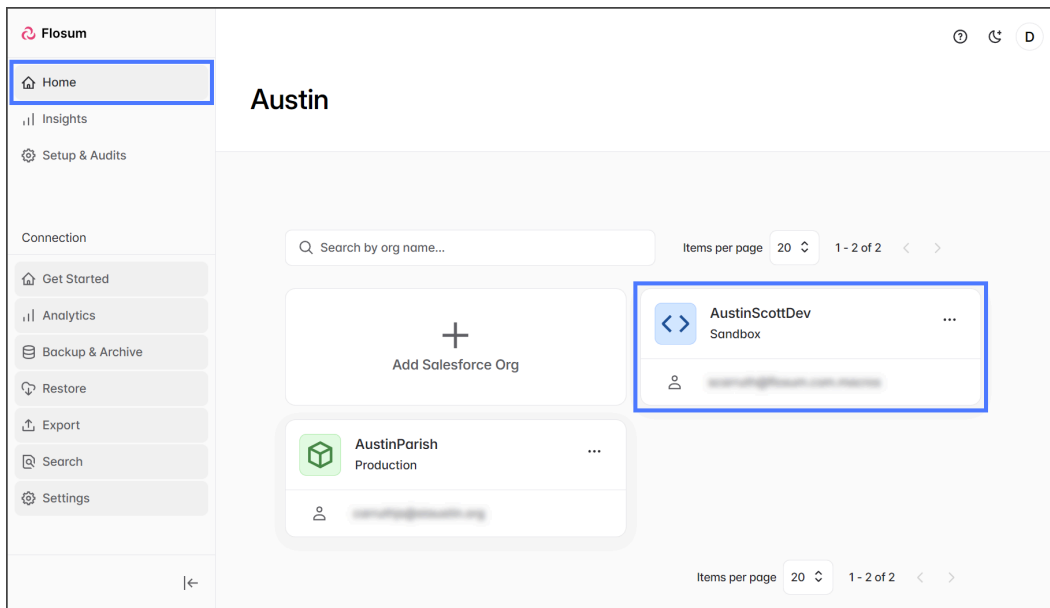 Flosum
Home
Insights
Setup & Audits
Connection
Get Started
Analytics
Backup & Archive
Restore
Export
Search
Settings
D
Austin
Search by org name...
Items per page 20 1 - 2 of 2
Add Salesforce Org
AustinScottDev
Sandbox
AustinParish
Production
Items per page 20 1 - 2 of 2